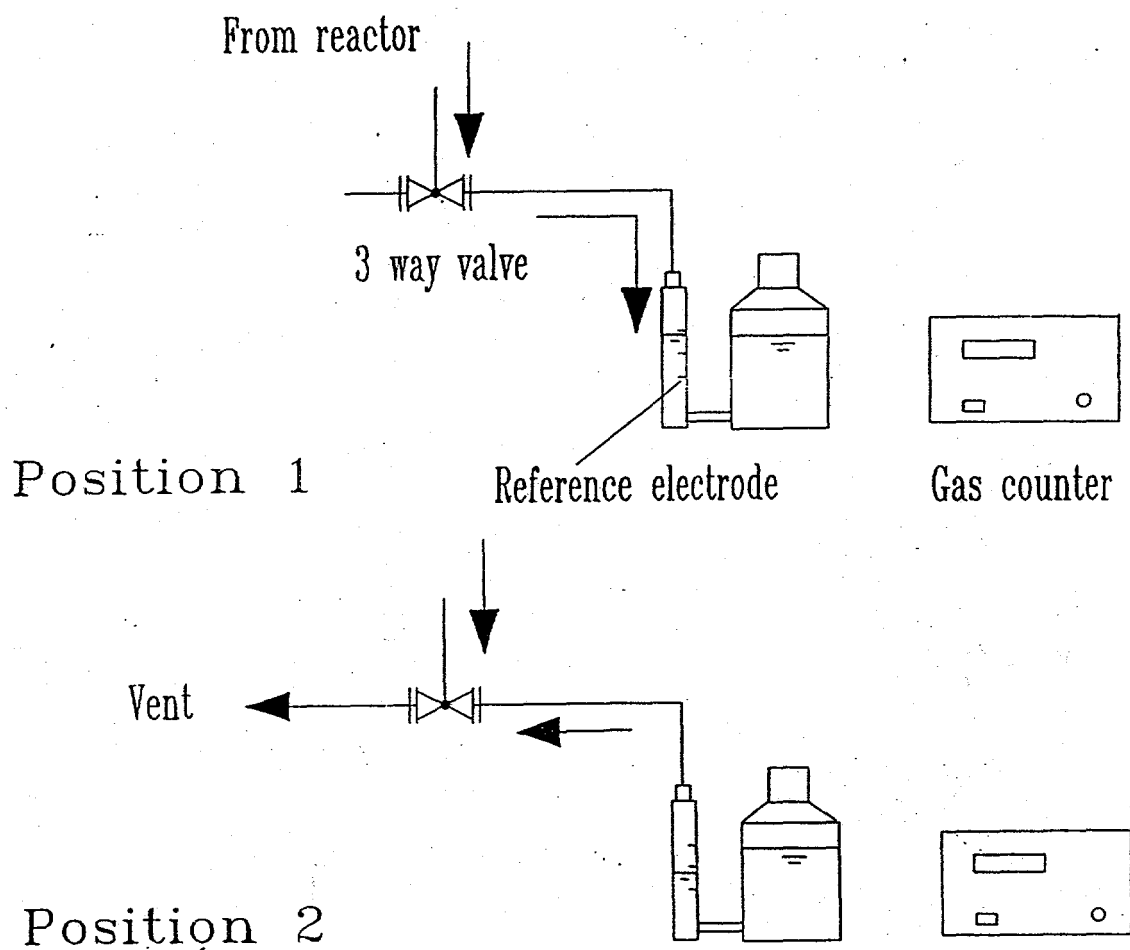 From reactor
3 way valve
Position 1
Reference electrode
Gas counter
Vent
Position 2